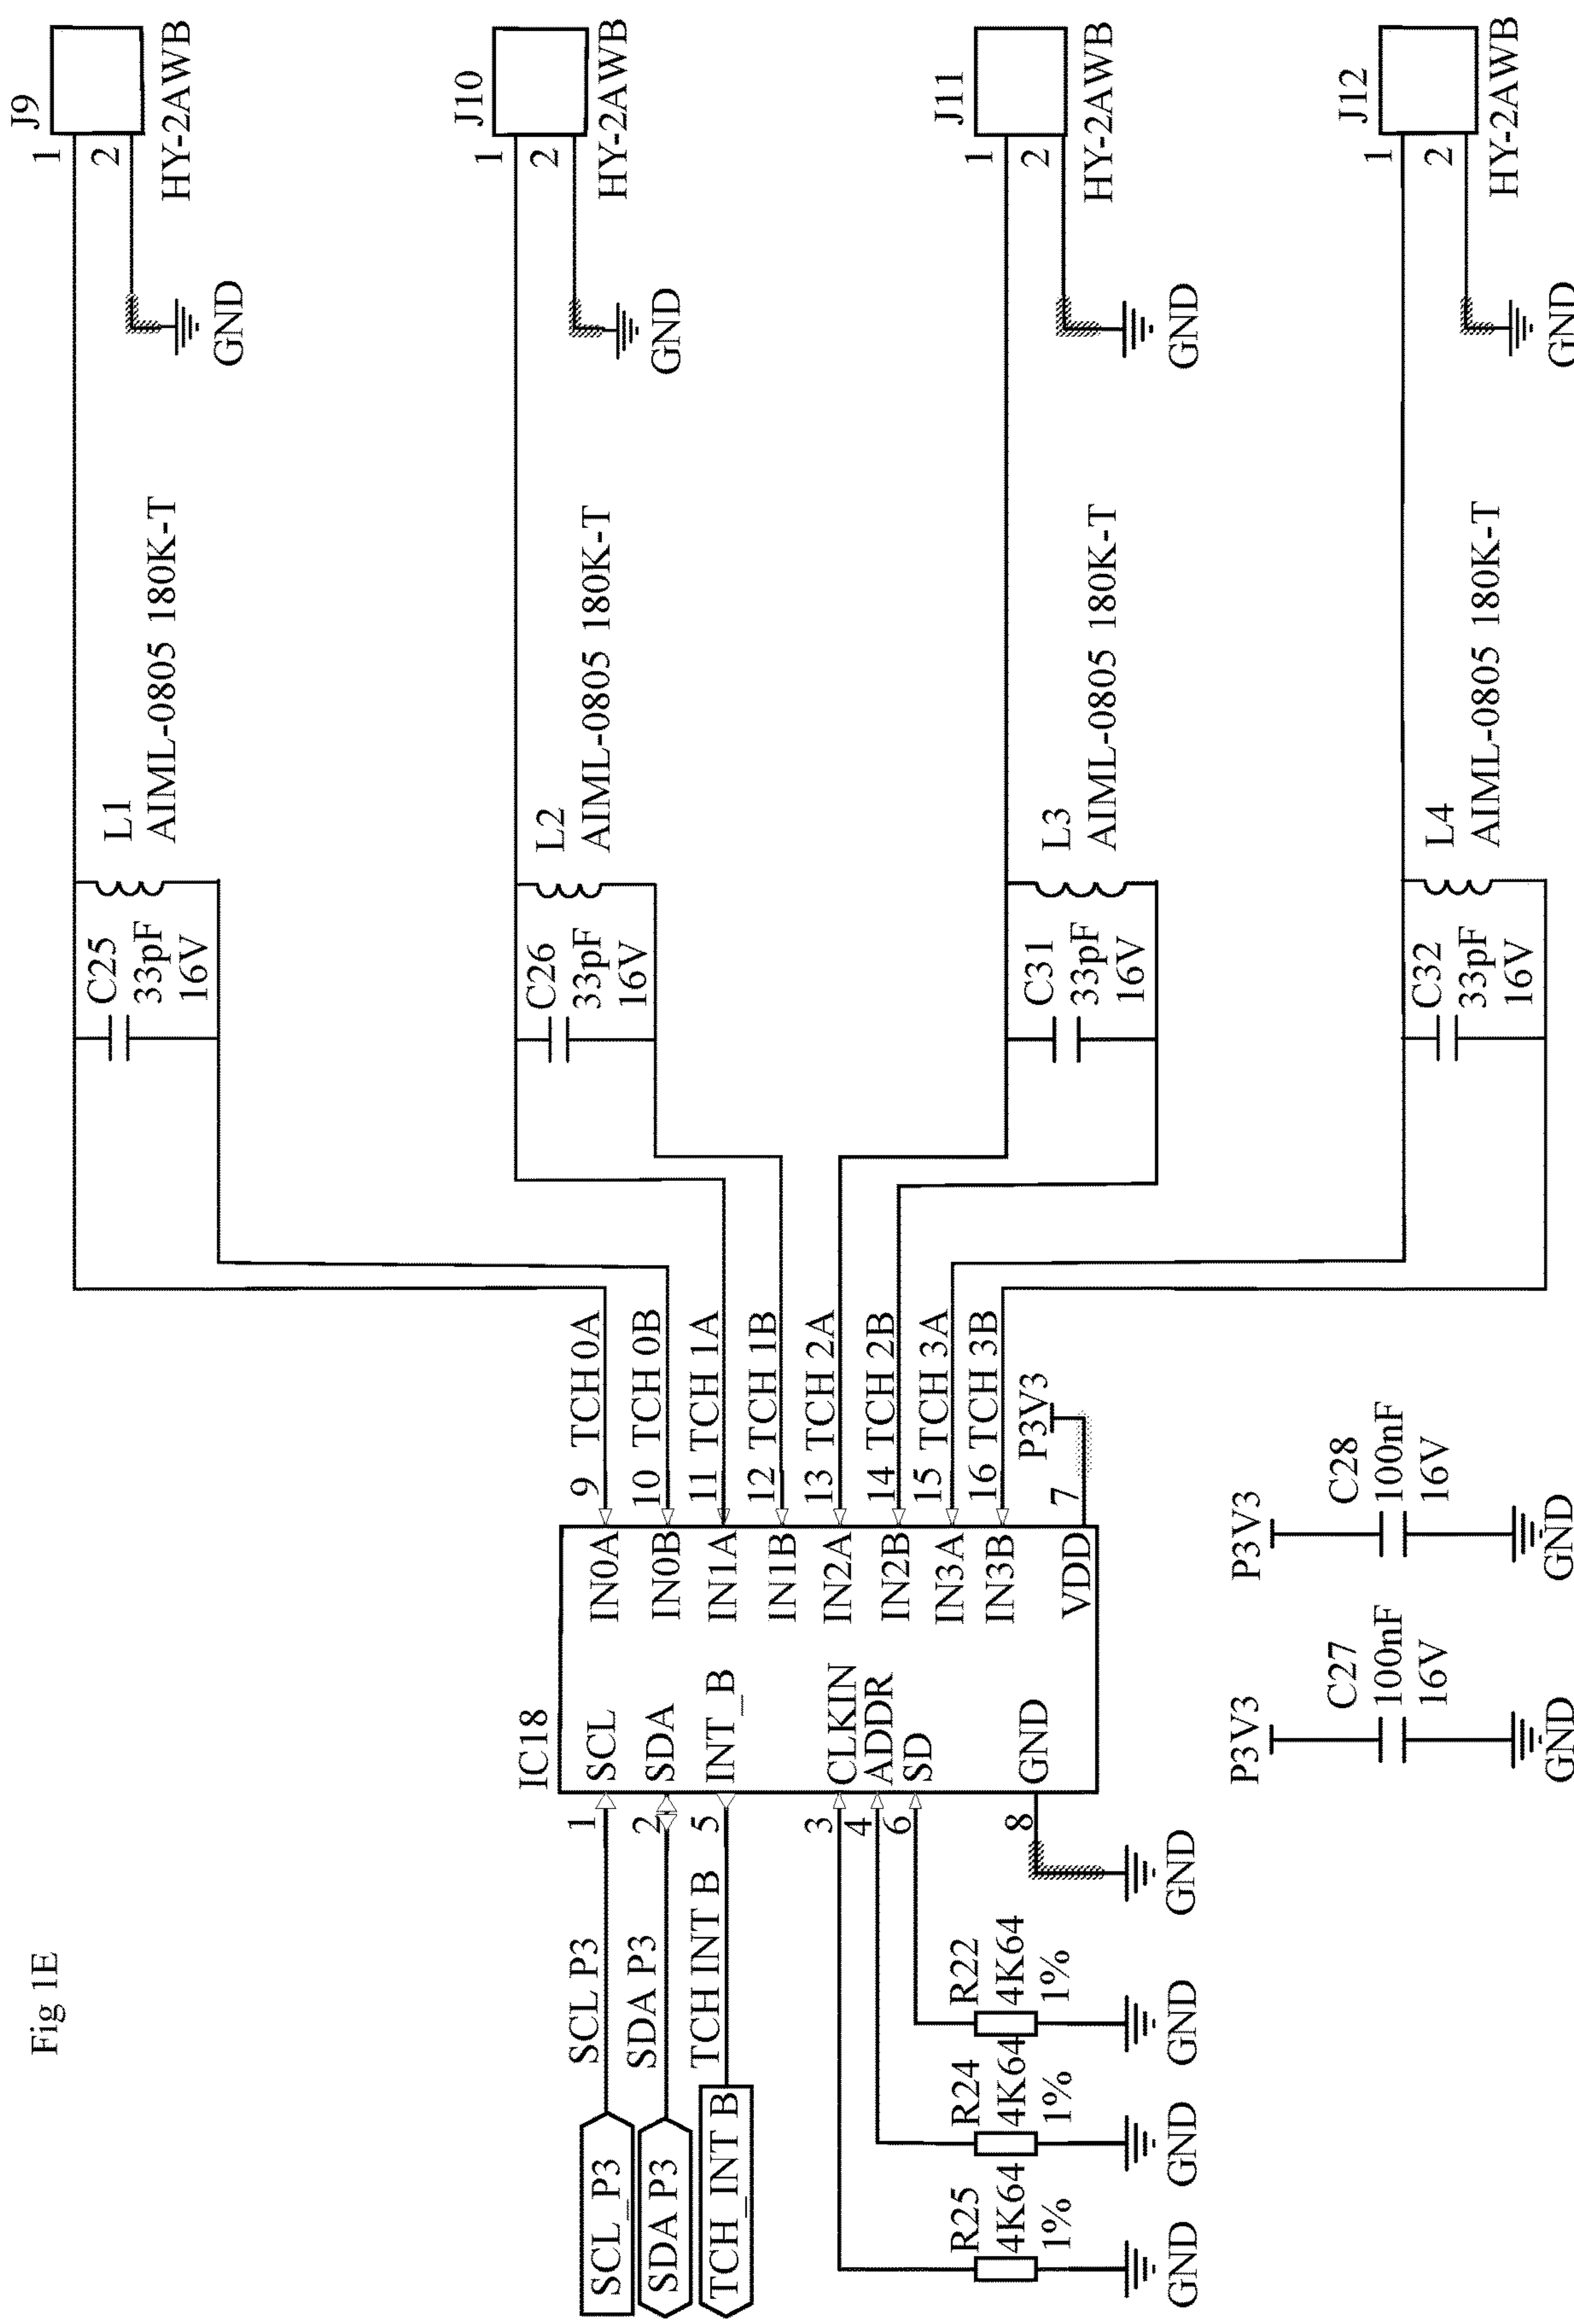 Fig 1E
SCL_P3
SCL P3
SDA P3
SDA P3
TCH_INT B
TCH INT B
1
2
5
3
4
6
8
IC18
SCL
SDA
INT_B
CLKIN
ADDR
SD
GND
IN0A
IN0B
IN1A
IN1B
IN2A
IN2B
IN3A
IN3B
VDD
9 TCH 0A
10 TCH 0B
11 TCH 1A
12 TCH 1B
13 TCH 2A
14 TCH 2B
15 TCH 3A
16 TCH 3B
7
P3V3
R25
4K64
1%
GND
R24
4K64
1%
GND
R22
4K64
1%
GND
GND
P3V3
C27
100nF
16V
GND
P3V3
C28
100nF
16V
GND
C25
33pF
16V
L1
AIML-0805 180K-T
GND
J9
1
2
HY-2AWB
C26
33pF
16V
L2
AIML-0805 180K-T
GND
J10
1
2
HY-2AWB
C31
33pF
16V
L3
AIML-0805 180K-T
GND
J11
1
2
HY-2AWB
C32
33pF
16V
L4
AIML-0805 180K-T
GND
J12
1
2
HY-2AWB